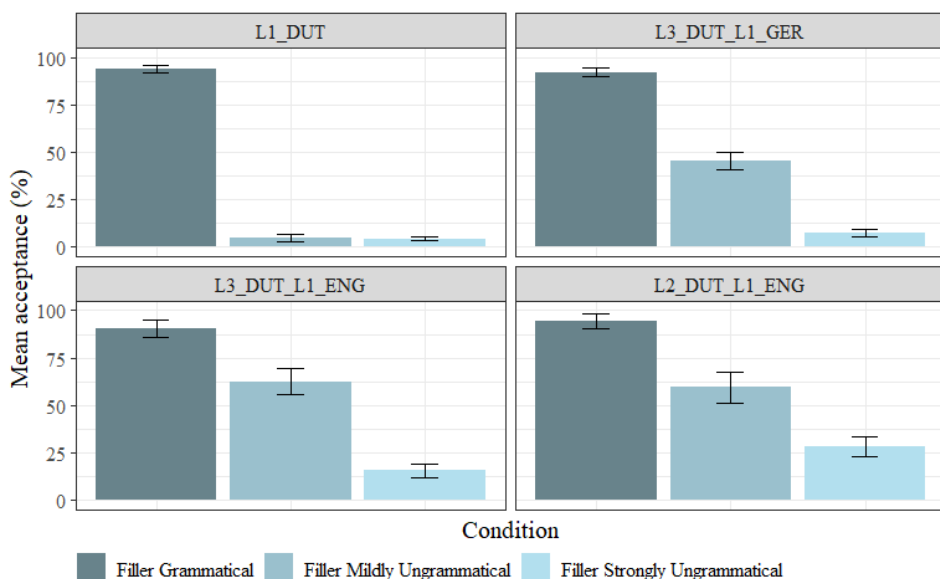 L1_DUT
L3_DUT_L1_GER
100
75
50
25
0
L3_DUT_L1_ENG
L2_DUT_L1_ENG
100
75
50
25
0
Mean acceptance (%)
Condition
Filler Grammatical
Filler Mildly Ungrammatical
Filler Strongly Ungrammatical